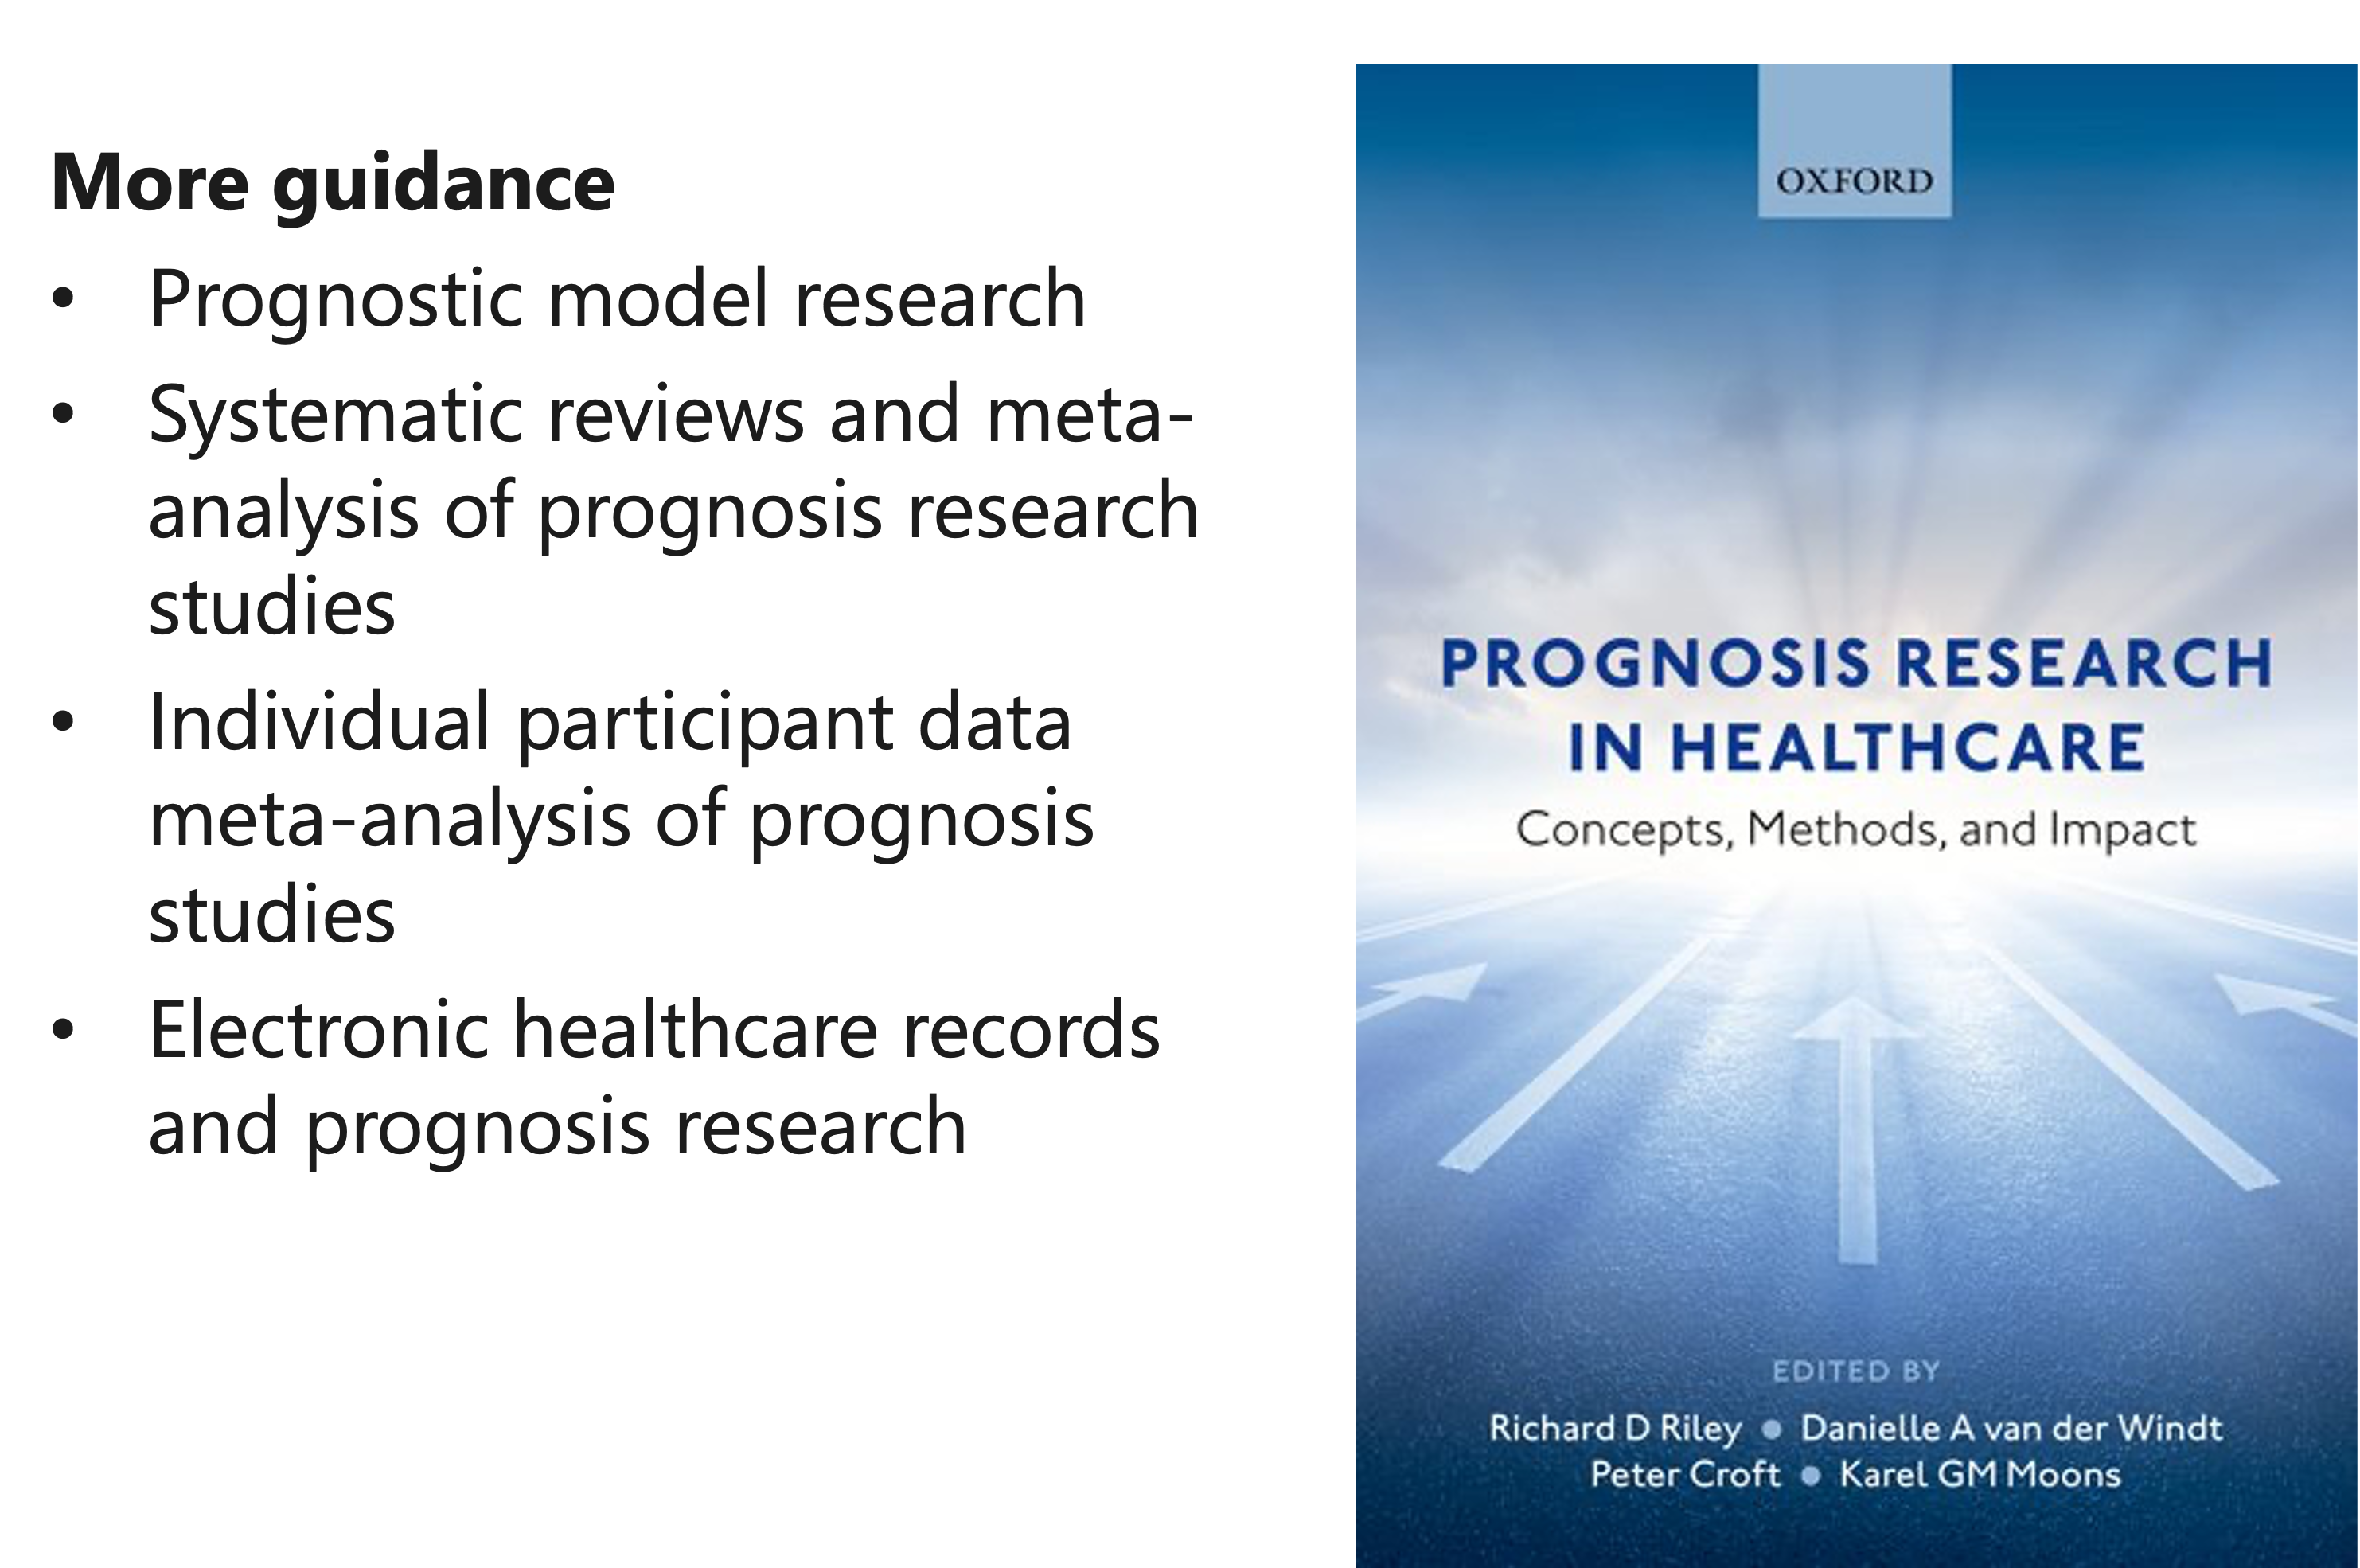 More guidance
• Prognostic model research
• Systematic reviews and meta-
analysis of prognosis research
studies
• Individual participant data
meta-analysis of prognosis
studies
• Electronic healthcare records
and prognosis research
OXFORD
PROGNOSIS RESEARCH
IN HEALTHCARE
Concepts, Methods, and Impact
EDITED BY
Richard D Riley • Danielle A van der Windt
Peter Croft • Karel GM Moons